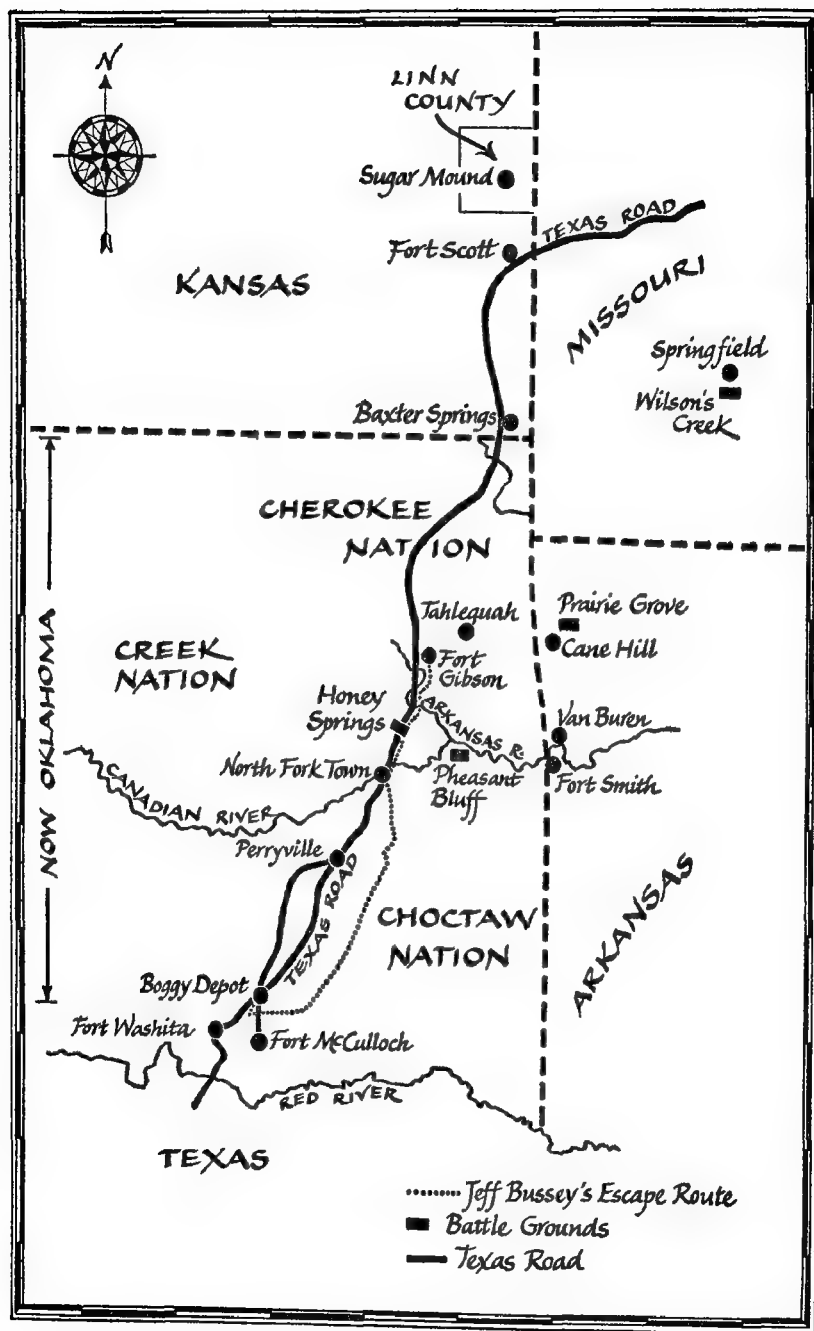 N
LINN
COUNTY
Sugar Mound
TEXAS ROAD
Fort Scott
KANSAS
MISSOURI
Springfield
Wilson's
Creek
Baxter Springs
CHEROKEE
NATION
NOW OKLAHOMA
Tahlequah
Prairie Grove
Cane Hill
CREEK
NATION
Fort
Gibson
Honey
Springs
ARKANSAS R.
Van Buren
North Fork Town
Pheasant
Bluff
Fort Smith
CANADIAN RIVER
Perryville
TEXAS ROAD
CHOCTAW
NATION
ARKANSAS
Boggy Depot
Fort Washita
Fort McCulloch
RED RIVER
TEXAS
Jeff Bussey's Escape Route
Battle Grounds
Texas Road